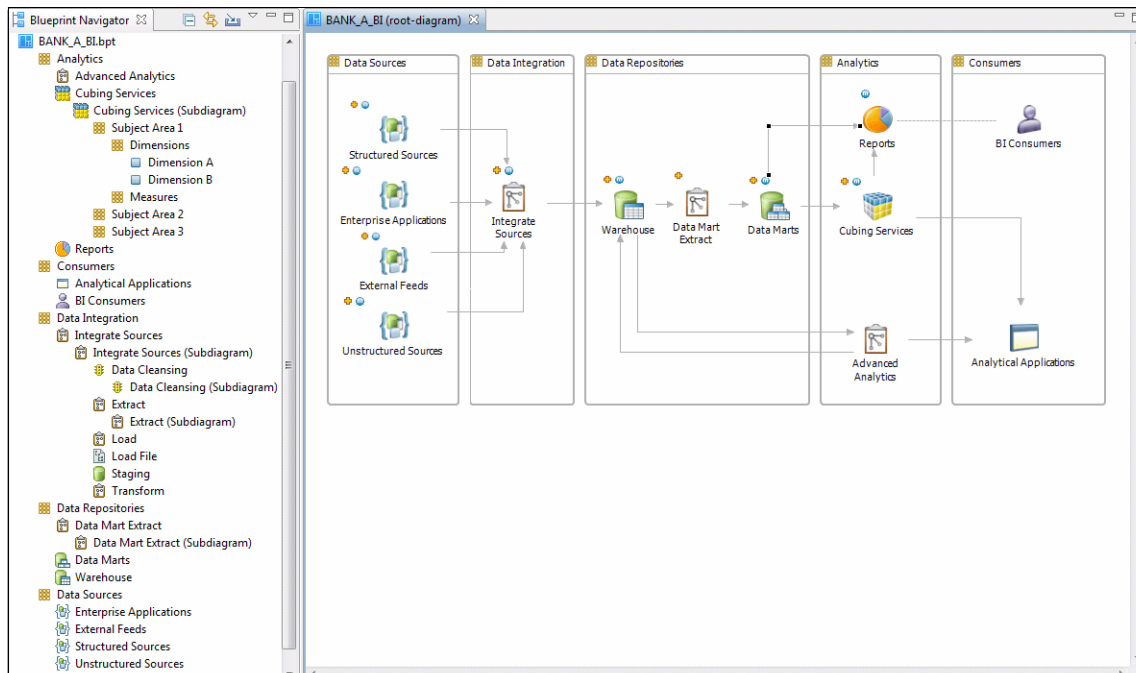 Blueprint Navigator
BANK_A_BI.bpt
Analytics
Advanced Analytics
Cubing Services
Cubing Services (Subdiagram)
Subject Area 1
Dimensions
Dimension A
Dimension B
Measures
Subject Area 2
Subject Area 3
Reports
Consumers
Analytical Applications
BI Consumers
Data Integration
Integrate Sources
Integrate Sources (Subdiagram)
Data Cleansing
Data Cleansing (Subdiagram)
Extract
Extract (Subdiagram)
Load
Load File
Staging
Transform
Data Repositories
Data Mart Extract
Data Mart Extract (Subdiagram)
Data Marts
Warehouse
Data Sources
Enterprise Applications
External Feeds
Structured Sources
Unstructured Sources
BANK_A_BI (root-diagram)
Data Sources
Structured Sources
Enterprise Applications
External Feeds
Unstructured Sources
Data Integration
Integrate
Sources
Data Repositories
Warehouse
Data Mart
Extract
Data Marts
Analytics
Reports
Cubing Services
Advanced
Analytics
Consumers
BI Consumers
Analytical Applications